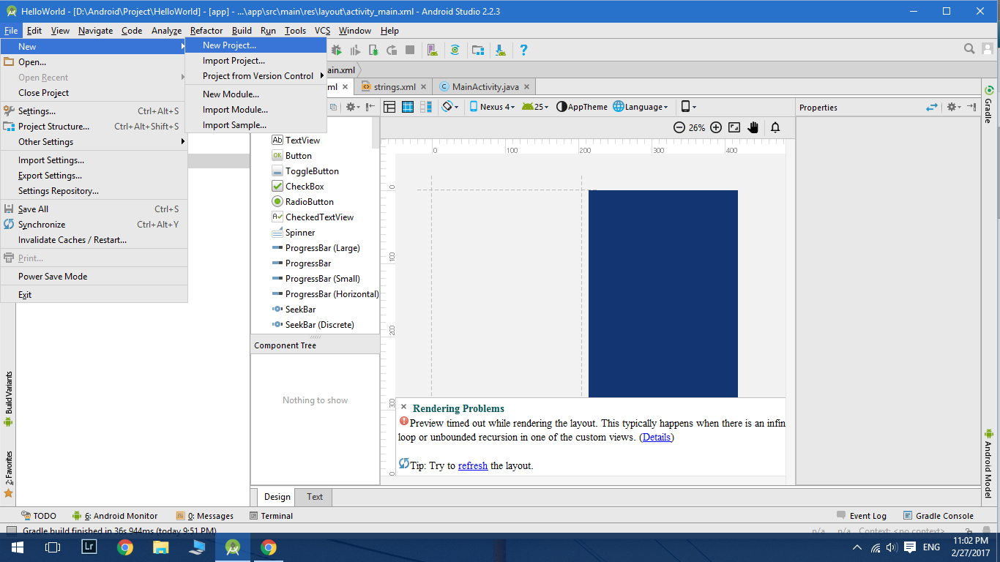 HelloWorld - [D:\Android\Project\HelloWorld] - [app] - ...\app\src\main\res\layout\activity_main.xml - Android Studio 2.2.3
File Edit View Navigate Code Analyze Refactor Build Run Tools VCS Window Help
New
Open...
Open Recent
Close Project
Settings... Ctrl+Alt+S
Project Structure... Ctrl+Alt+Shift+S
Other Settings
Import Settings...
Export Settings...
Settings Repository...
Save All Ctrl+S
Synchronize Ctrl+Alt+Y
Invalidate Caches / Restart...
Print...
Power Save Mode
Exit
New Project...
Import Project...
Project from Version Control
New Module...
Import Module...
Import Sample...
ain.xml
ml strings.xml MainActivity.java
Nexus 4 25 AppTheme Language
26%
TextView
Button
ToggleButton
CheckBox
RadioButton
CheckedTextView
Spinner
ProgressBar (Large)
ProgressBar
ProgressBar (Small)
ProgressBar (Horizontal)
SeekBar
SeekBar (Discrete)
Component Tree
Nothing to show
0 100 200 300 400
0
100
200
300
0
Rendering Problems
Preview timed out while rendering the layout. This typically happens when there is an infin
loop or unbounded recursion in one of the custom views. (Details)
Tip: Try to refresh the layout.
Design Text
Properties
Gradle
Android Model
Build Variants
2: Favorites
TODO 6: Android Monitor 0: Messages Terminal Event Log Gradle Console
Gradle build finished in 36s 944ms (today 9:51 PM) n/a n/a Context: <no context>
Lr
ENG
11:02 PM
2/27/2017